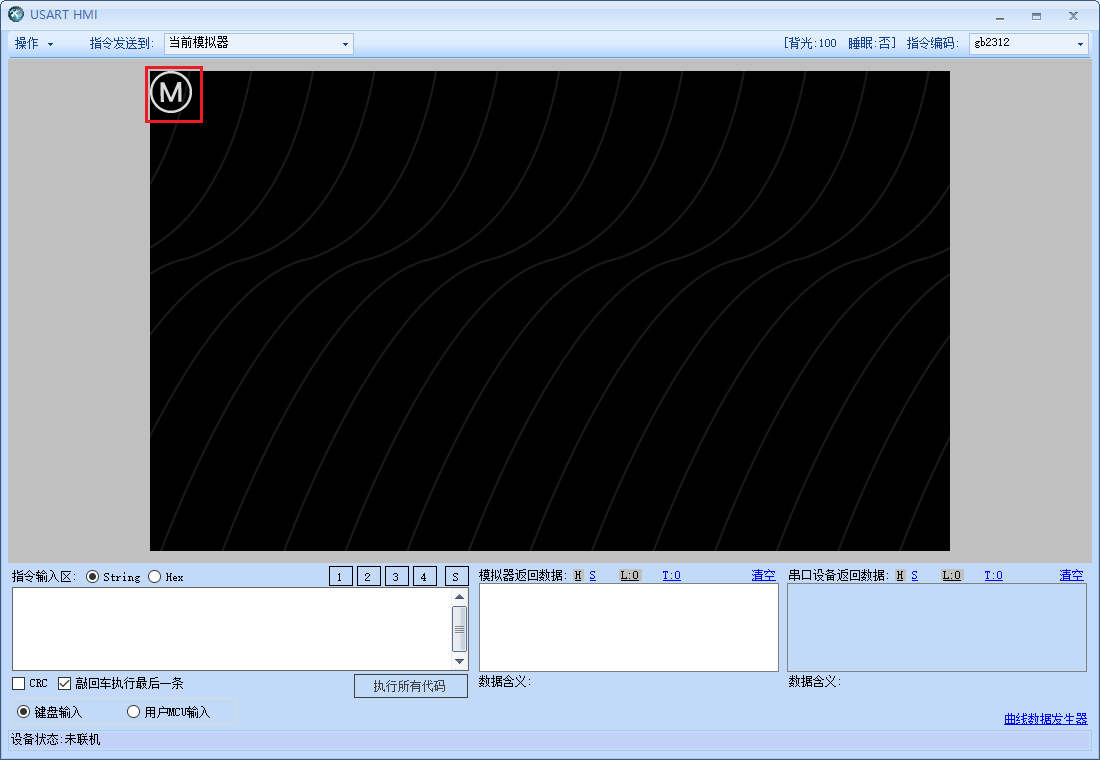 USART HMI
操作 指令发送到: 当前模拟器 [背光:100 睡眠:否] 指令编码: gb2312
M
指令输入区: String Hex 1 2 3 4 S 模拟器返回数据: H S L:0 T:0 清空 串口设备返回数据: H S L:0 T:0 清空
CRC 敲回车执行最后一条 执行所有代码 数据含义: 数据含义:
键盘输入 用户MCU输入 曲线数据发生器
设备状态:未联机